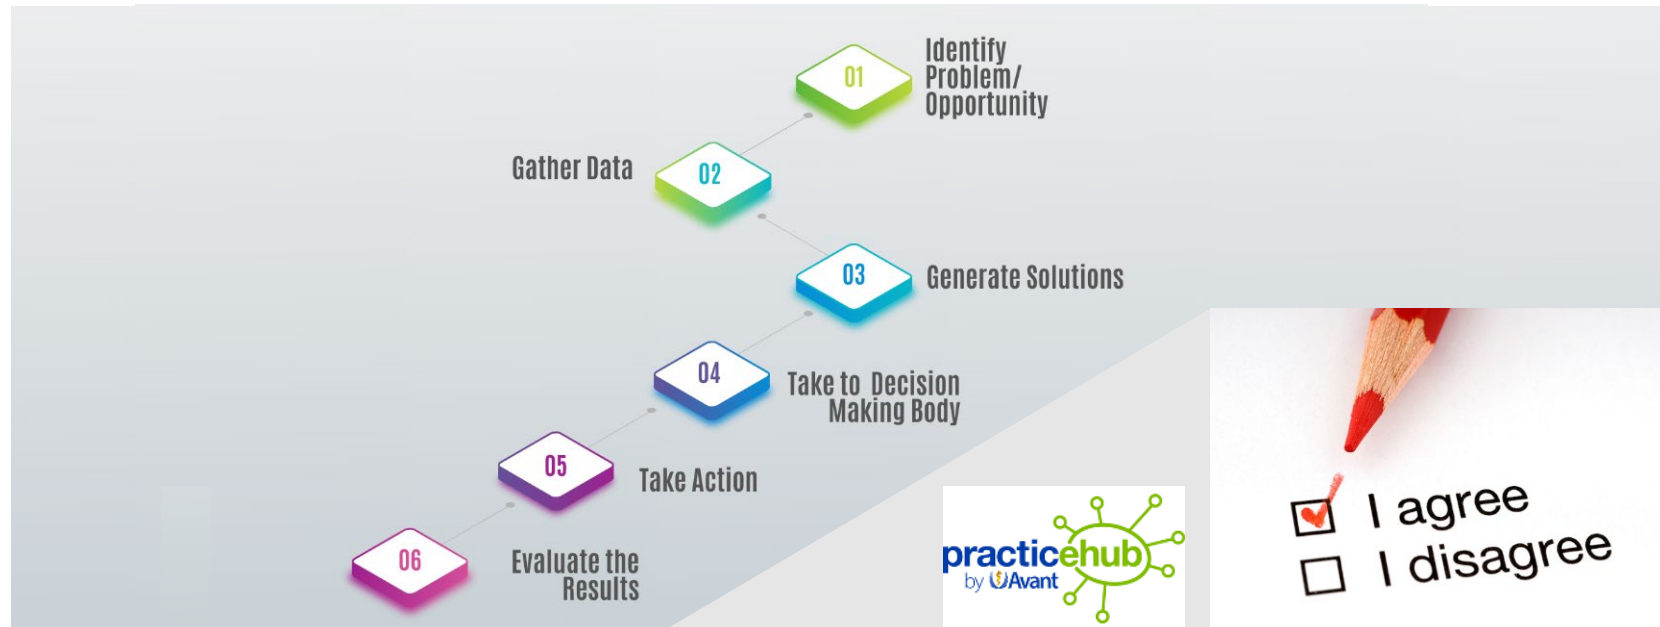 01
Identify
Problem/
Opportunity
Gather Data
02
03
Generate Solutions
04
Take to Decision
Making Body
05
Take Action
06
Evaluate the
Results
practicehub
by Avant
I agree
I disagree